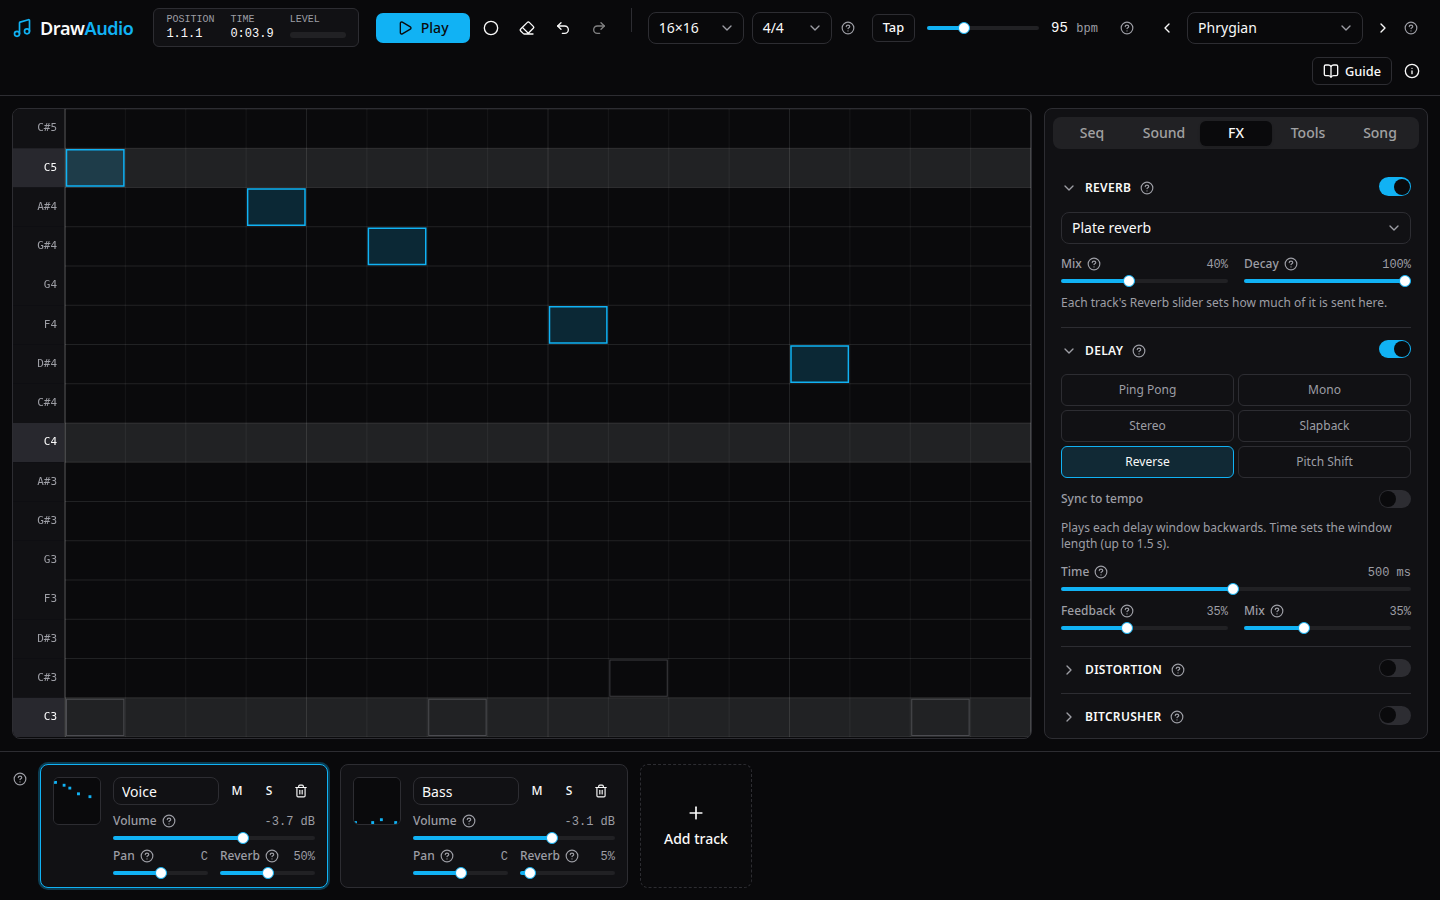 DrawAudio
POSITION TIME LEVEL
1.1.1 0:03.9
Play
16×16
4/4
Tap
95 bpm
Phrygian
Guide
C#5
C5
A#4
G#4
G4
F4
D#4
C#4
C4
A#3
G#3
G3
F3
D#3
C#3
C3
Seq Sound FX Tools Song
REVERB
Plate reverb
Mix 40% Decay 100%
Each track's Reverb slider sets how much of it is sent here.
DELAY
Ping Pong Mono
Stereo Slapback
Reverse Pitch Shift
Sync to tempo
Plays each delay window backwards. Time sets the window
length (up to 1.5 s).
Time 500 ms
Feedback 35% Mix 35%
DISTORTION
BITCRUSHER
Voice M S
Volume -3.7 dB
Pan C Reverb 50%
Bass M S
Volume -3.1 dB
Pan C Reverb 5%
Add track